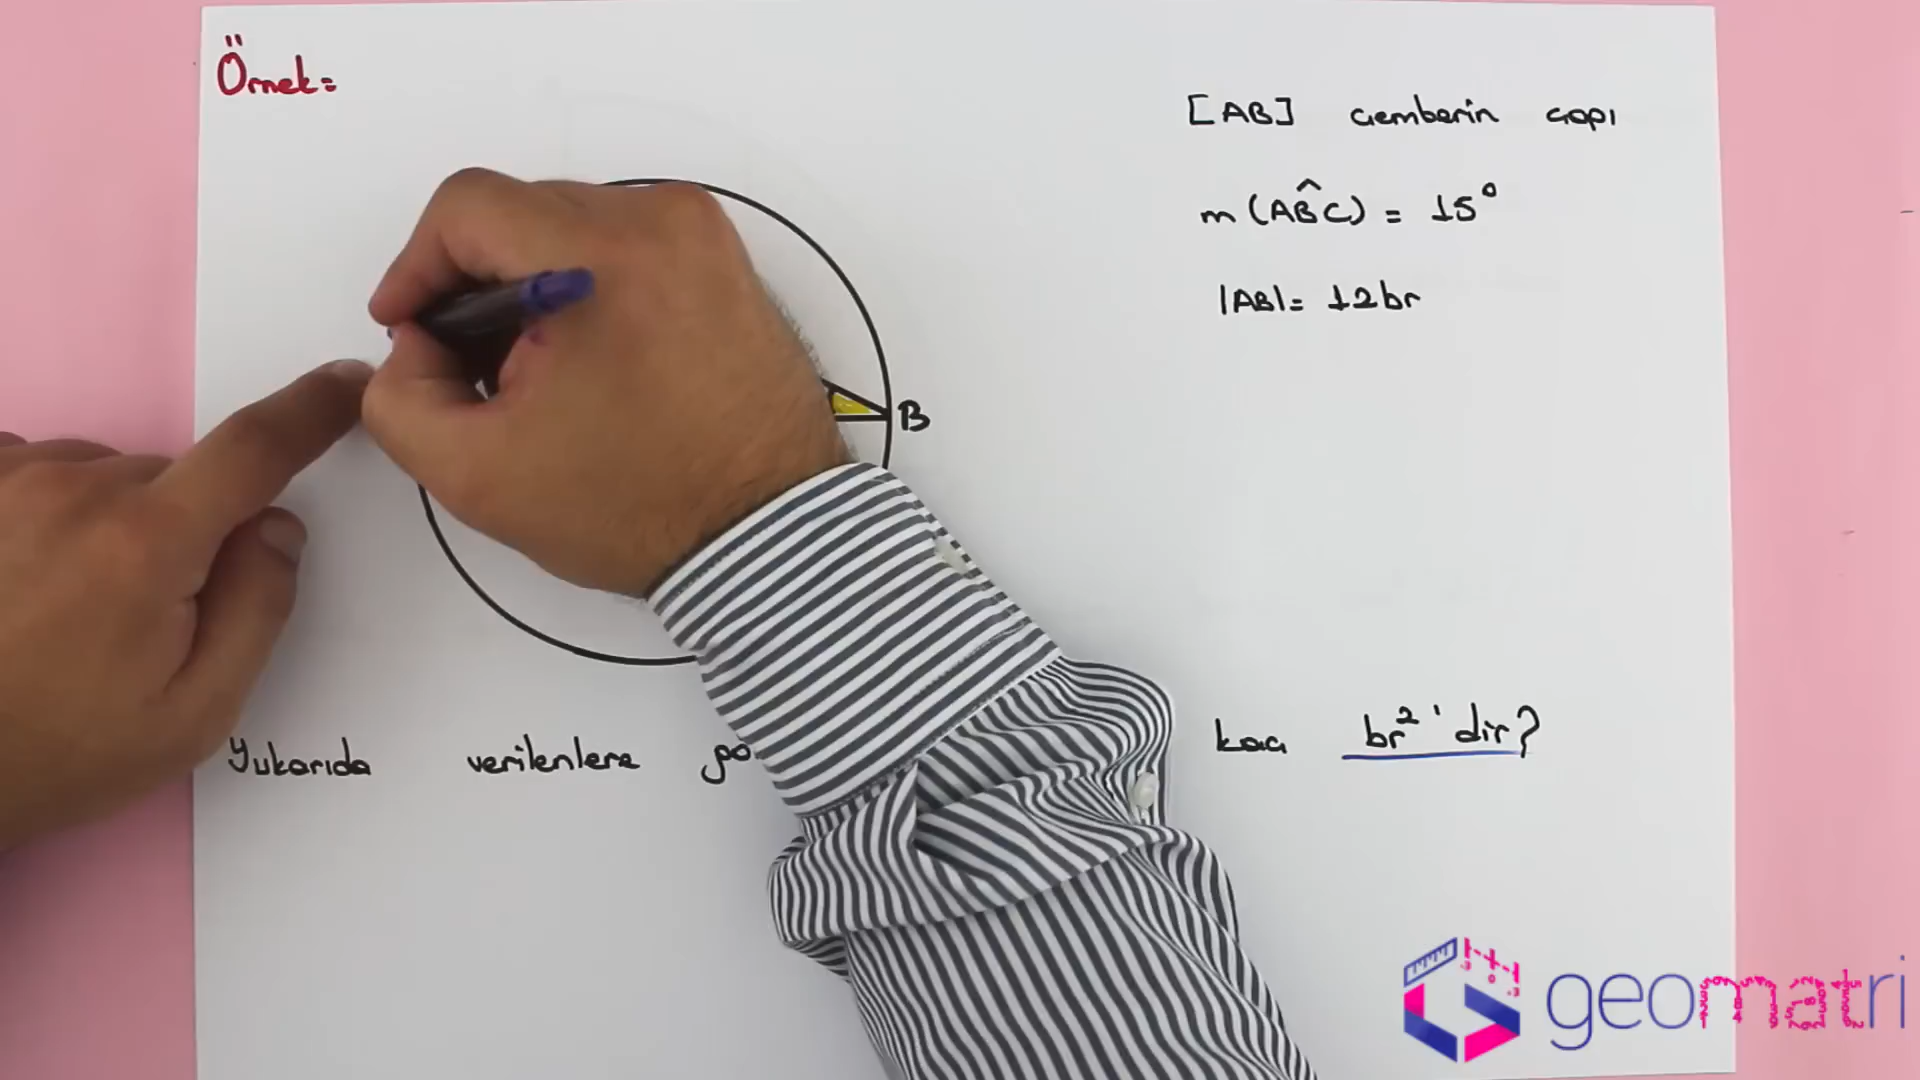 Örnek=
[AB] çemberin çapı
m(ABC) = 15°
|AB|= 12br
B
Yukarıda verilenlere kaç br²'dir?
geomatri